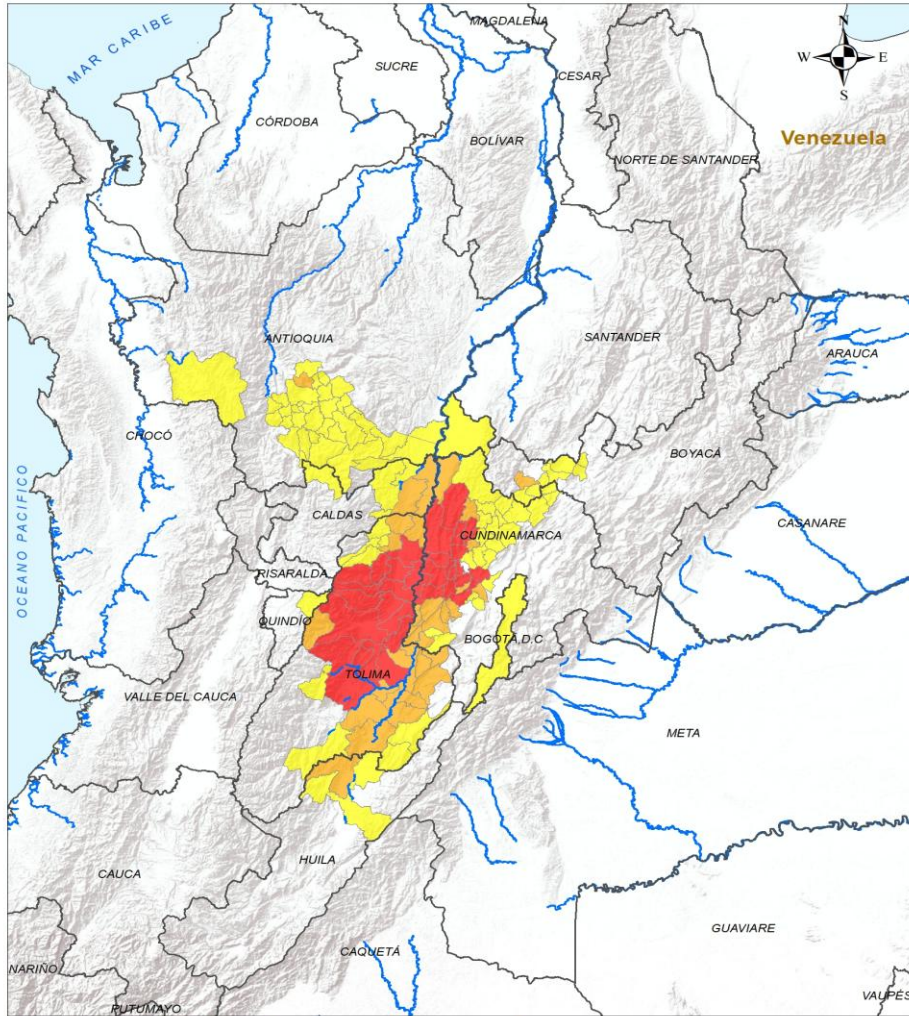 MAGDALENA
N
MAR CARIBE
W
E
SUCRE
CESAR
S
CÓRDOBA
BOLÍVAR
Venezuela
NORTE DE SANTANDER
ANTIOQUIA
SANTANDER
ARAUCA
CHOCÓ
BOYACÁ
OCEANO PACIFICO
CALDAS
CASANARE
CUNDINAMARCA
RISARALDA
QUINDÍO
BOGOTÁ,D.C
TOLIMA
VALLE DEL CAUCA
META
HUILA
CAUCA
GUAVIARE
CAQUETÁ
NARIÑO
VAUPÉS
PUTUMAYO